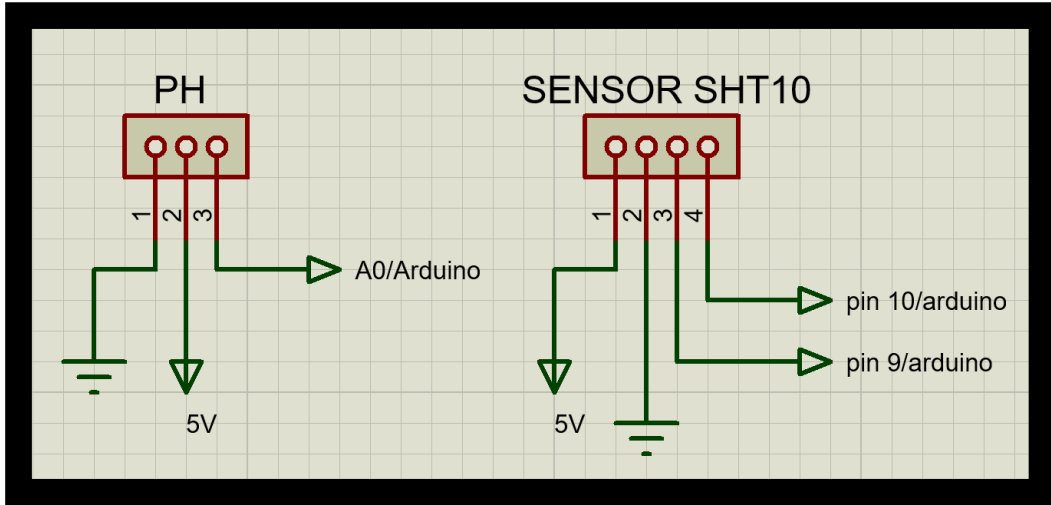 PH
1 2 3
A0/Arduino
5V
SENSOR SHT10
1 2 3 4
pin 10/arduino
pin 9/arduino
5V